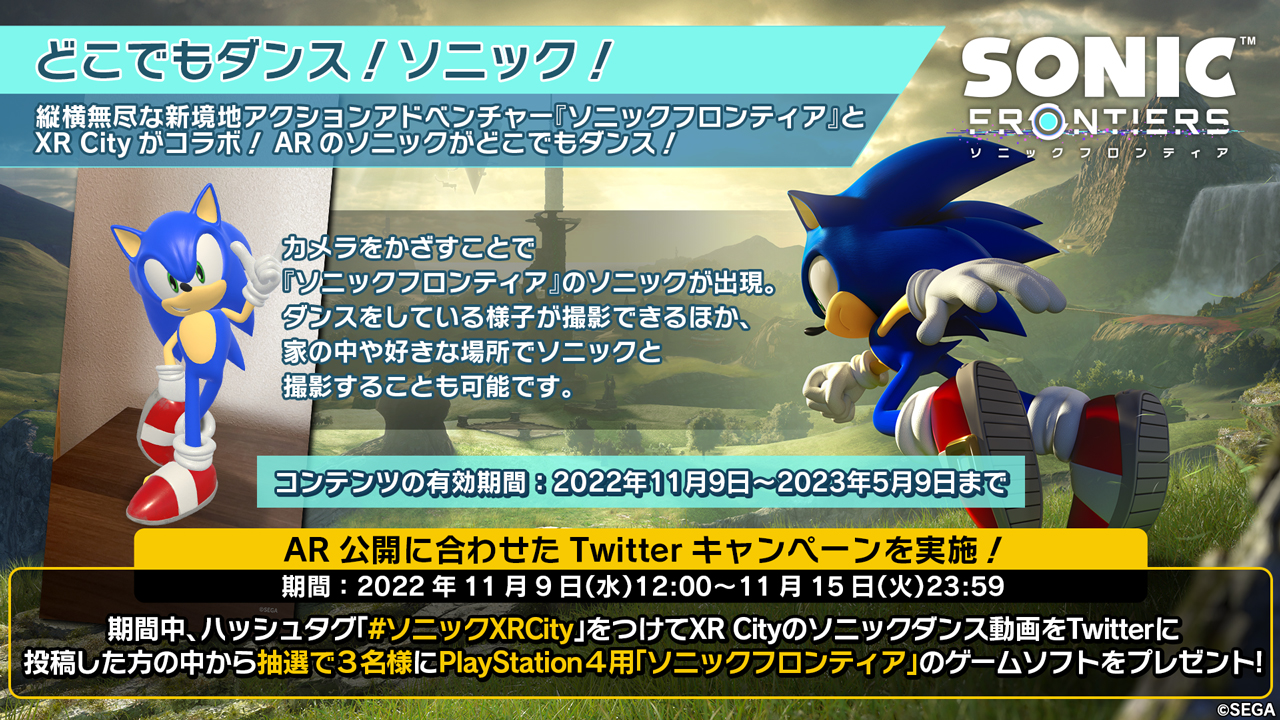 どこでもダンス！ソニック！
縦横無尽な新境地アクションアドベンチャー『ソニックフロンティア』と
XR Cityがコラボ！ARのソニックがどこでもダンス！
SONIC™
FRONTIERS
ソニックフロンティア
カメラをかざすことで
『ソニックフロンティア』のソニックが出現。
ダンスをしている様子が撮影できるほか、
家の中や好きな場所でソニックと
撮影することも可能です。
コンテンツの有効期間：2022年11月9日～2023年5月9日まで
AR 公開に合わせた Twitter キャンペーンを実施！
期間：2022 年 11 月 9 日(水)12:00～11 月 15 日(火)23:59
©SEGA
期間中、ハッシュタグ｢#ソニックXRCity｣をつけてXR Cityのソニックダンス動画をTwitterに
投稿した方の中から抽選で３名様にPlayStation４用｢ソニックフロンティア｣のゲームソフトをプレゼント!
©SEGA